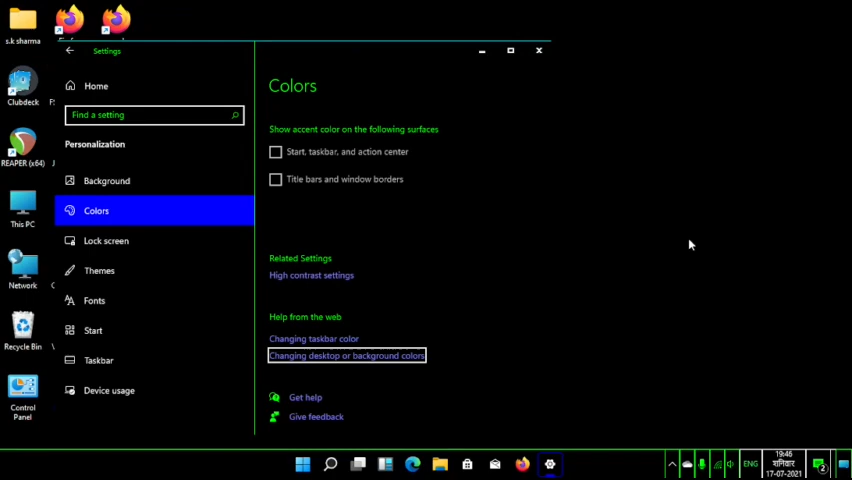 s.k sharma
Clubdeck
REAPER (x64)
This PC
Network
Recycle Bin
Control
Panel
Settings
Home
Find a setting
Personalization
Background
Colors
Lock screen
Themes
Fonts
Start
Taskbar
Device usage
Colors
Show accent color on the following surfaces
Start, taskbar, and action center
Title bars and window borders
Related Settings
High contrast settings
Help from the web
Changing taskbar color
Changing desktop or background colors
Get help
Give feedback
ENG
19:46
शनिवार
17-07-2021
2